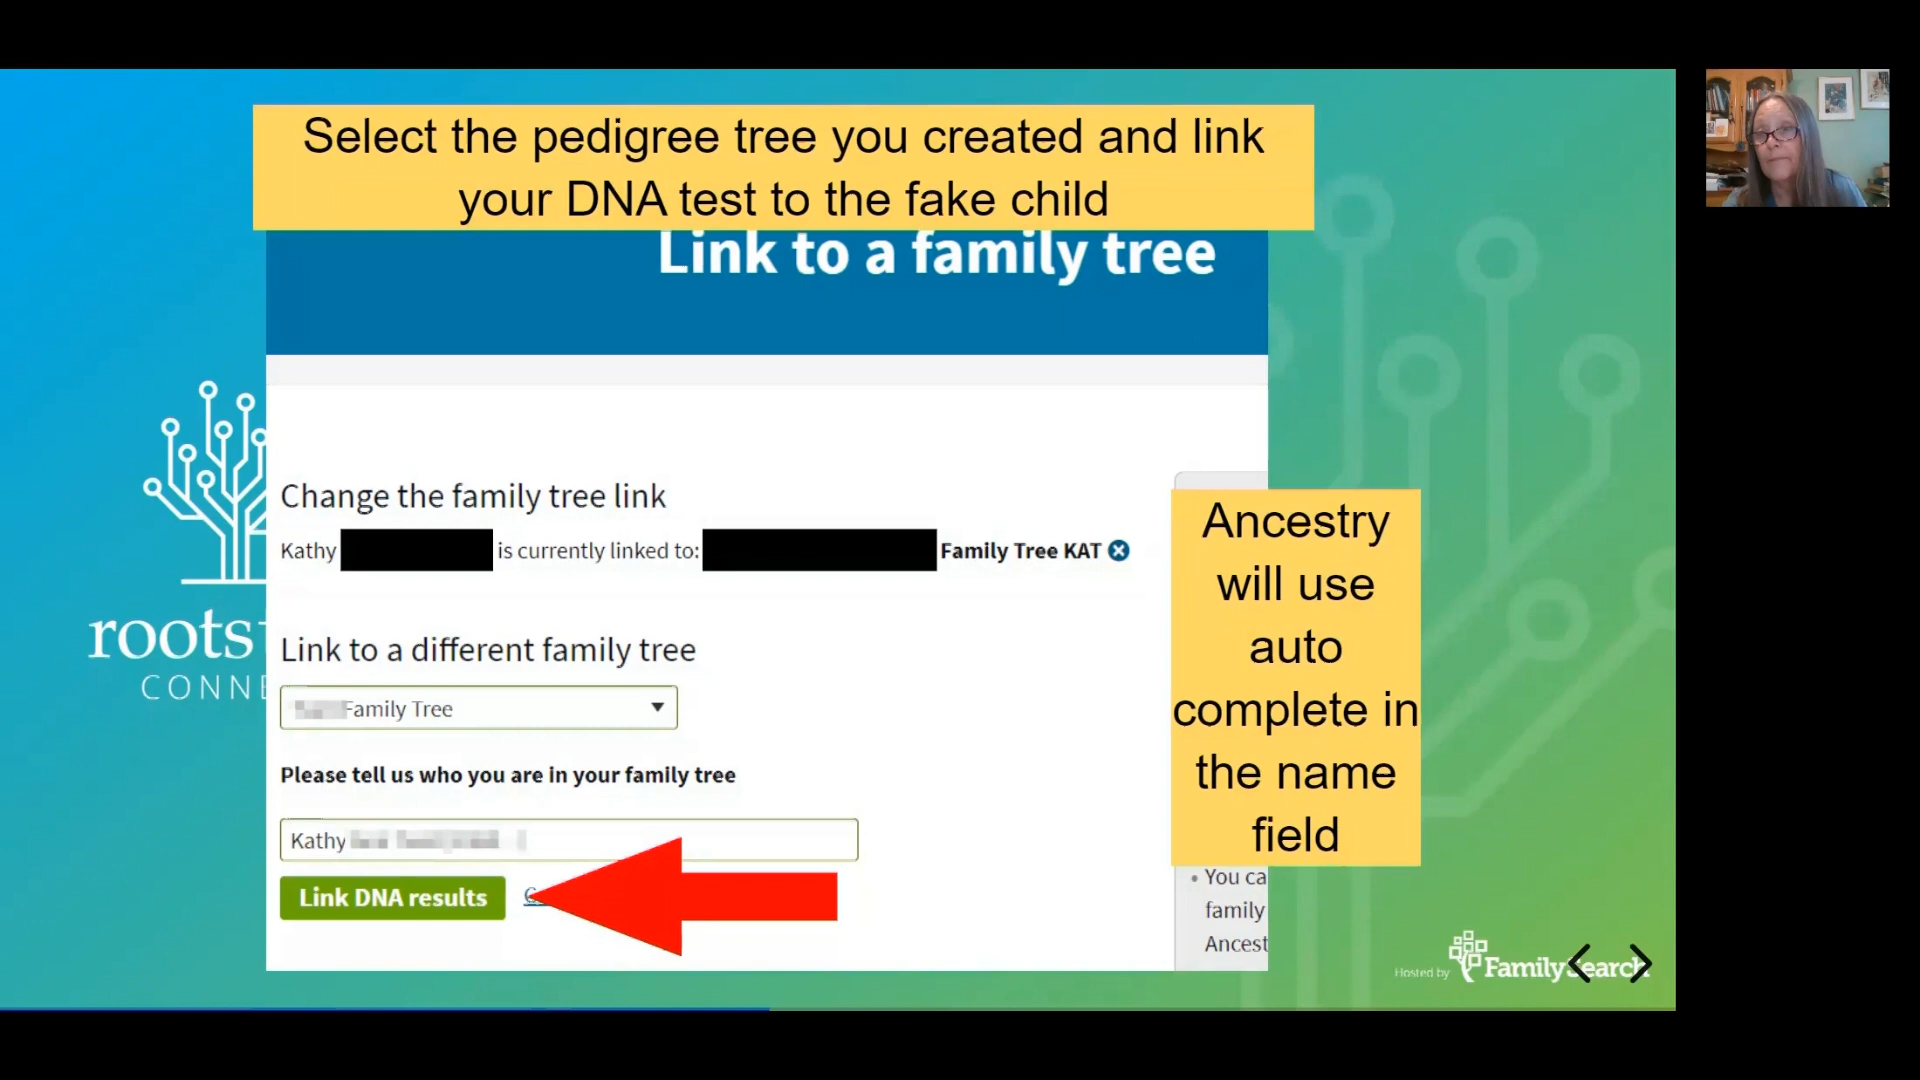 Select the pedigree tree you created and link
your DNA test to the fake child
Link to a family tree
Change the family tree link
Kathy is currently linked to: Family Tree KAT
Link to a different family tree
Family Tree
Please tell us who you are in your family tree
Kathy
Link DNA results
Ancestry
will use
auto
complete in
the name
field
• You ca
family
Ancest
roots
CONNE
Hosted by FamilySearch